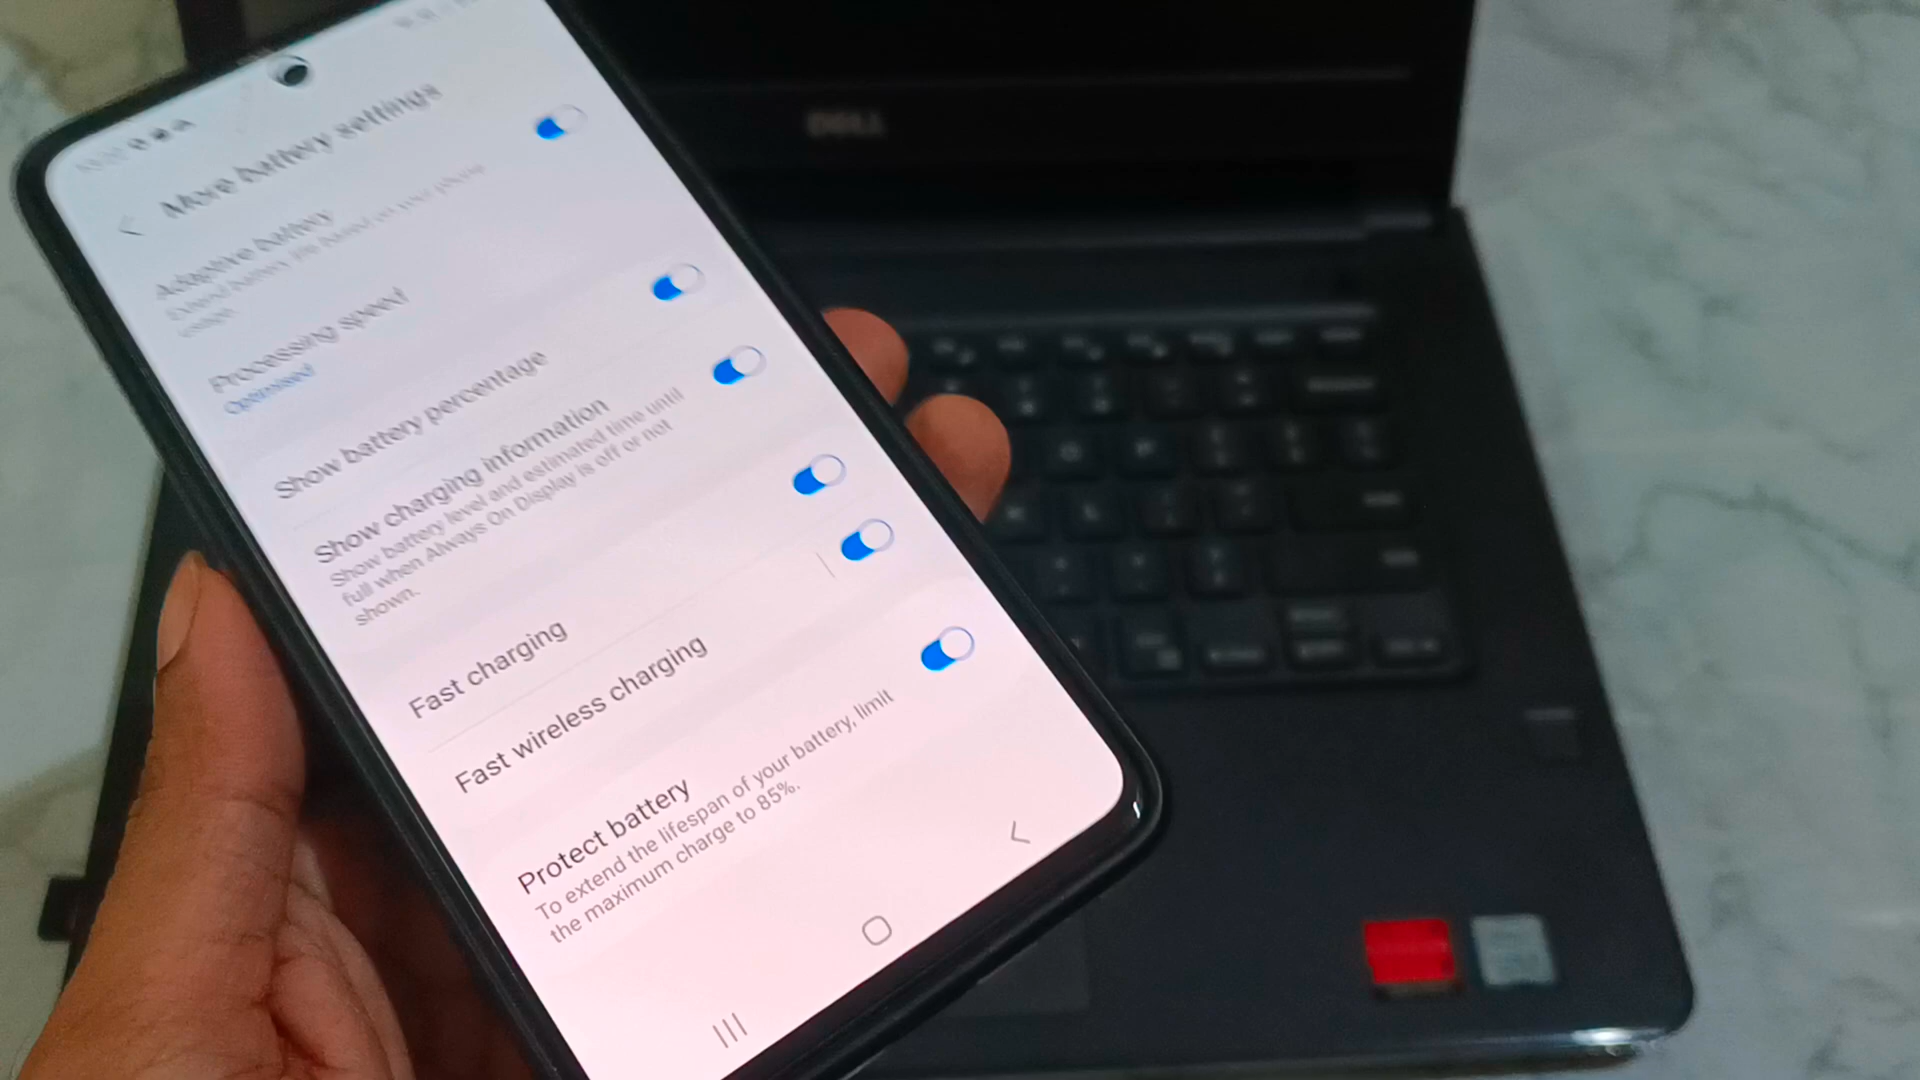 More battery settings
Adaptive battery
Extend battery life based on your phone
usage.
Processing speed
Optimised
Show battery percentage
Show charging information
Show battery level and estimated time until
full when Always On Display is off or not
shown.
Fast charging
Fast wireless charging
Protect battery
To extend the lifespan of your battery, limit
the maximum charge to 85%.
DELL